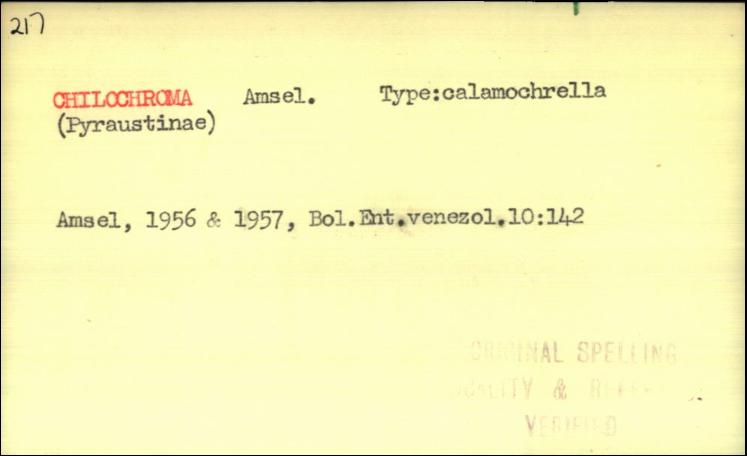 217
CHILOCHROMA Amsel. Type:calamochrella
(Pyraustinae)
Amsel, 1956 & 1957, Bol.Ent.venezol.10:142
ORIGINAL SPELLING
&
VERIFIED